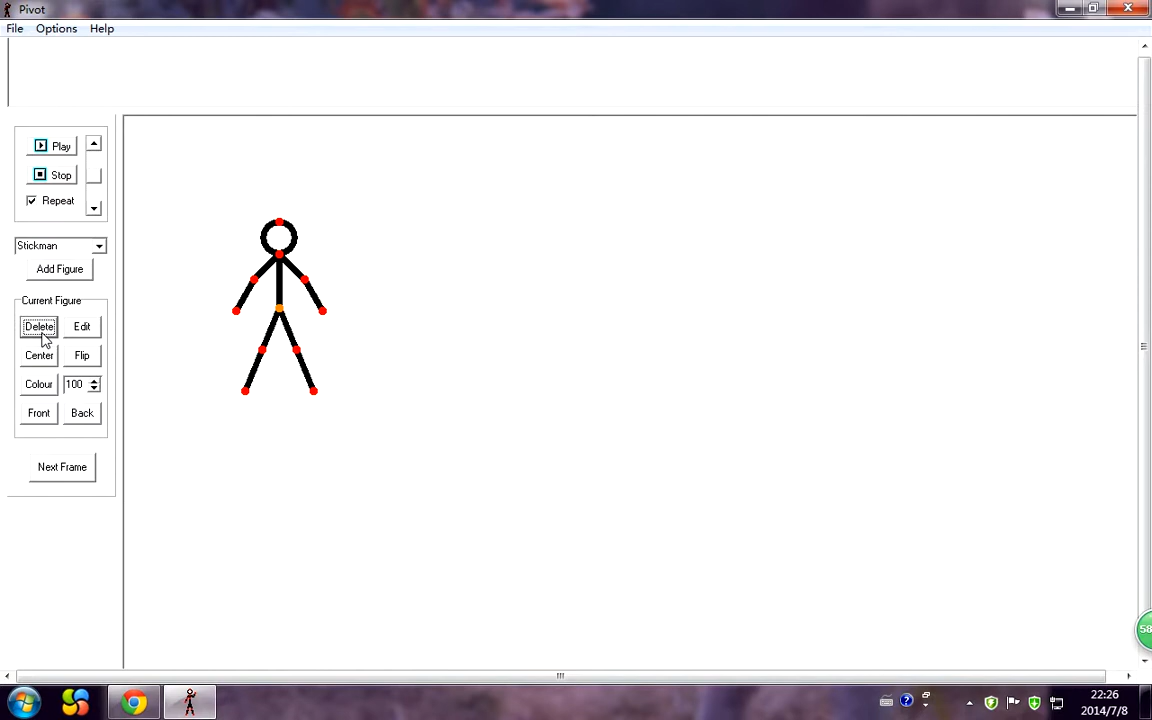 Pivot
File Options Help
Play
Stop
Repeat
Stickman
Add Figure
Current Figure
Delete Edit
Center Flip
Colour 100
Front Back
Next Frame
58
22:26
2014/7/8